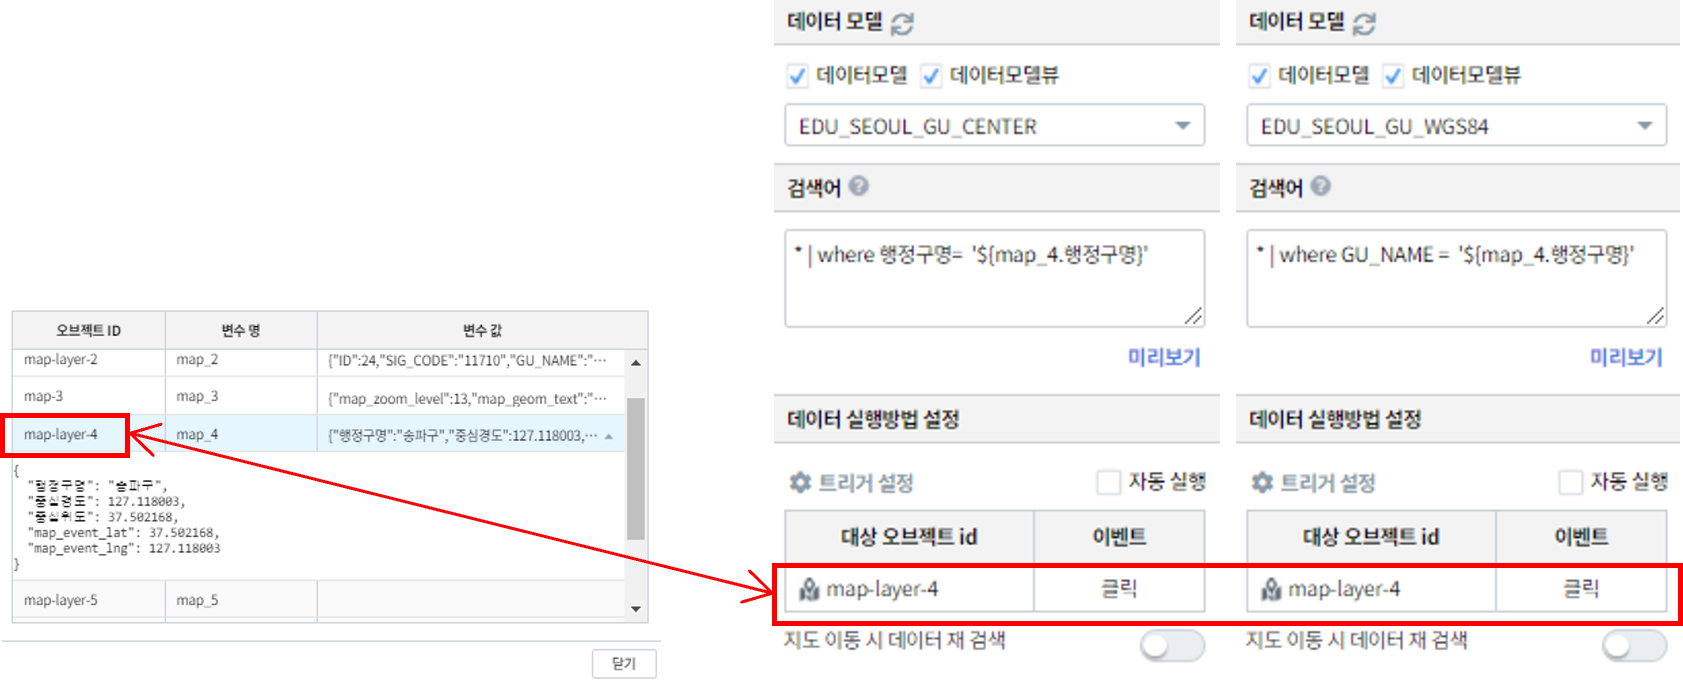 오브젝트 ID 변수 명 변수 값
map-layer-2 map_2 {"ID":24,"SIG_CODE":"11710","GU_NAME":"···
map-3 map_3 {"map_zoom_level":13,"map_geom_text":"···
map-layer-4 map_4 {"행정구명":"송파구","중심경도":127.118003,···
{
"행정구명": "송파구",
"중심경도": 127.118003,
"중심위도": 37.502168,
"map_event_lat": 37.502168,
"map_event_lng": 127.118003
}
map-layer-5 map_5
닫기
데이터 모델
데이터모델 데이터모델뷰
EDU_SEOUL_GU_CENTER
검색어
* | where 행정구명= '${map_4.행정구명}'
미리보기
데이터 실행방법 설정
트리거 설정 자동 실행
대상 오브젝트 id 이벤트
map-layer-4 클릭
지도 이동 시 데이터 재 검색
데이터 모델
데이터모델 데이터모델뷰
EDU_SEOUL_GU_WGS84
검색어
* | where GU_NAME = '${map_4.행정구명}'
미리보기
데이터 실행방법 설정
트리거 설정 자동 실행
대상 오브젝트 id 이벤트
map-layer-4 클릭
지도 이동 시 데이터 재 검색